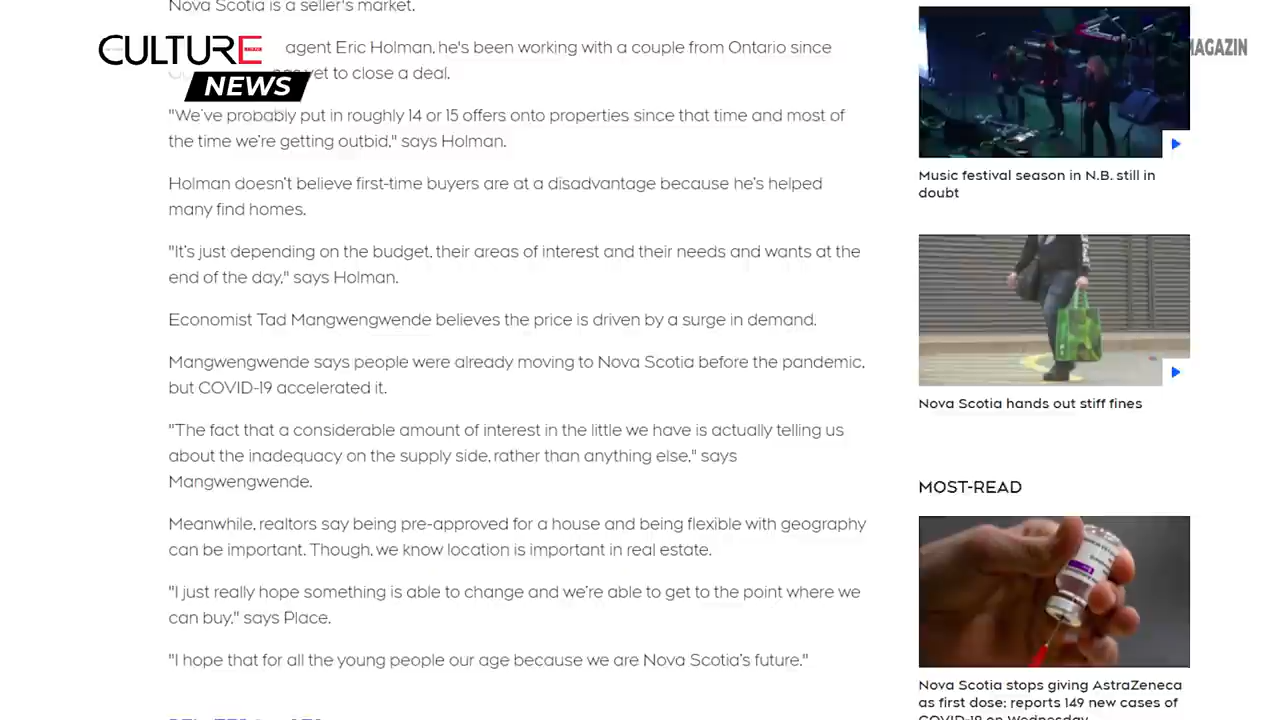 Nova Scotia is a seller's market.
CULTURE
NEWS
agent Eric Holman, he's been working with a couple from Ontario since
yet to close a deal.
"We've probably put in roughly 14 or 15 offers onto properties since that time and most of
the time we're getting outbid," says Holman.
Holman doesn't believe first-time buyers are at a disadvantage because he's helped
many find homes.
"It's just depending on the budget, their areas of interest and their needs and wants at the
end of the day," says Holman.
Economist Tad Mangwengwende believes the price is driven by a surge in demand.
Mangwengwende says people were already moving to Nova Scotia before the pandemic,
but COVID-19 accelerated it.
"The fact that a considerable amount of interest in the little we have is actually telling us
about the inadequacy on the supply side, rather than anything else," says
Mangwengwende.
Meanwhile, realtors say being pre-approved for a house and being flexible with geography
can be important. Though, we know location is important in real estate.
"I just really hope something is able to change and we're able to get to the point where we
can buy," says Place.
"I hope that for all the young people our age because we are Nova Scotia's future."
MAGAZIN
Music festival season in N.B. still in
doubt
Nova Scotia hands out stiff fines
MOST-READ
Nova Scotia stops giving AstraZeneca
as first dose; reports 149 new cases of
COVID-19 on Wednesday